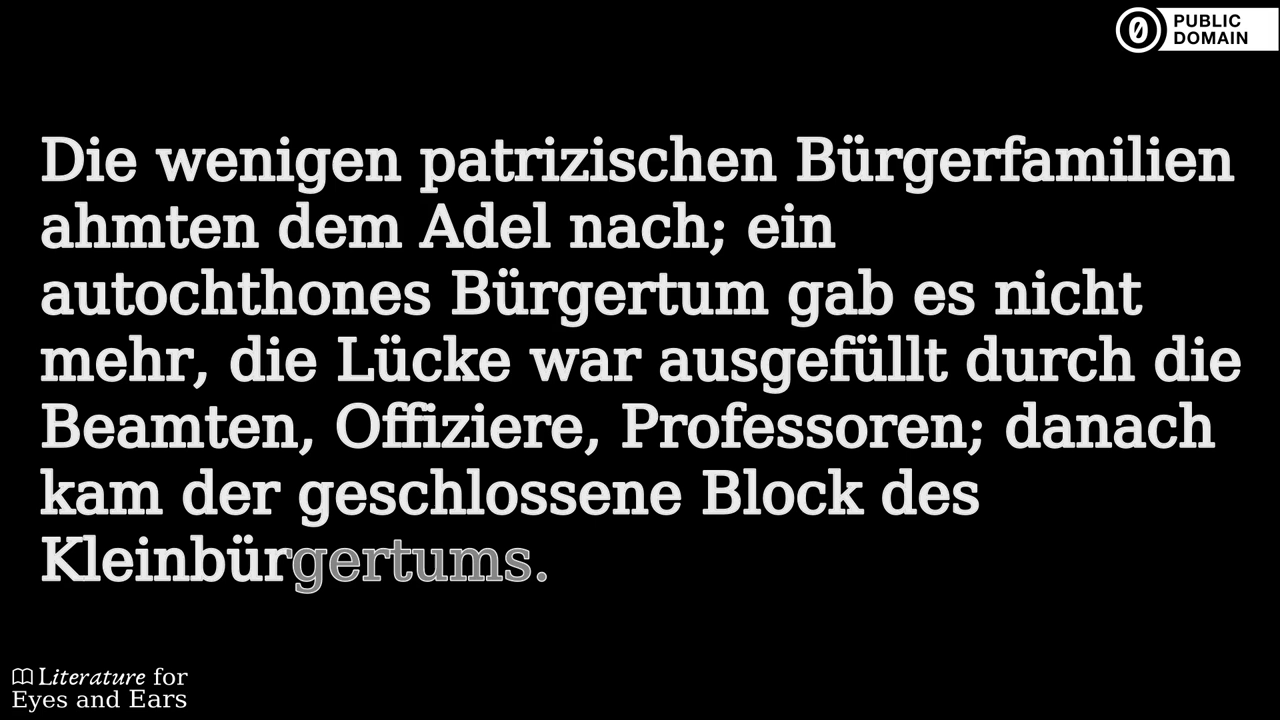 PUBLIC
DOMAIN
Die wenigen patrizischen Bürgerfamilien
ahmten dem Adel nach; ein
autochthones Bürgertum gab es nicht
mehr, die Lücke war ausgefüllt durch die
Beamten, Offiziere, Professoren; danach
kam der geschlossene Block des
Kleinbürgertums.
Literature for
Eyes and Ears